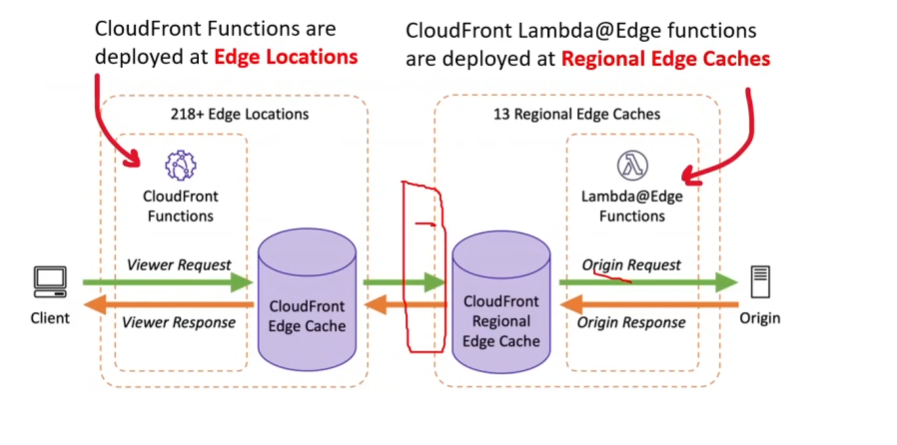 CloudFront Functions are
deployed at Edge Locations
CloudFront Lambda@Edge functions
are deployed at Regional Edge Caches
218+ Edge Locations
13 Regional Edge Caches
CloudFront
Functions
Lambda@Edge
Functions
Viewer Request
Origin Request
Client
CloudFront
Edge Cache
CloudFront
Regional
Edge Cache
Origin
Viewer Response
Origin Response